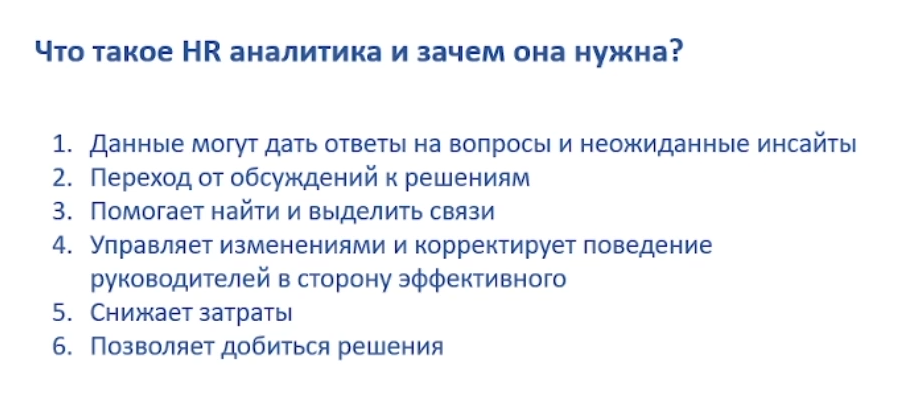 Что такое HR аналитика и зачем она нужна?
1. Данные могут дать ответы на вопросы и неожиданные инсайты
2. Переход от обсуждений к решениям
3. Помогает найти и выделить связи
4. Управляет изменениями и корректирует поведение
руководителей в сторону эффективного
5. Снижает затраты
6. Позволяет добиться решения